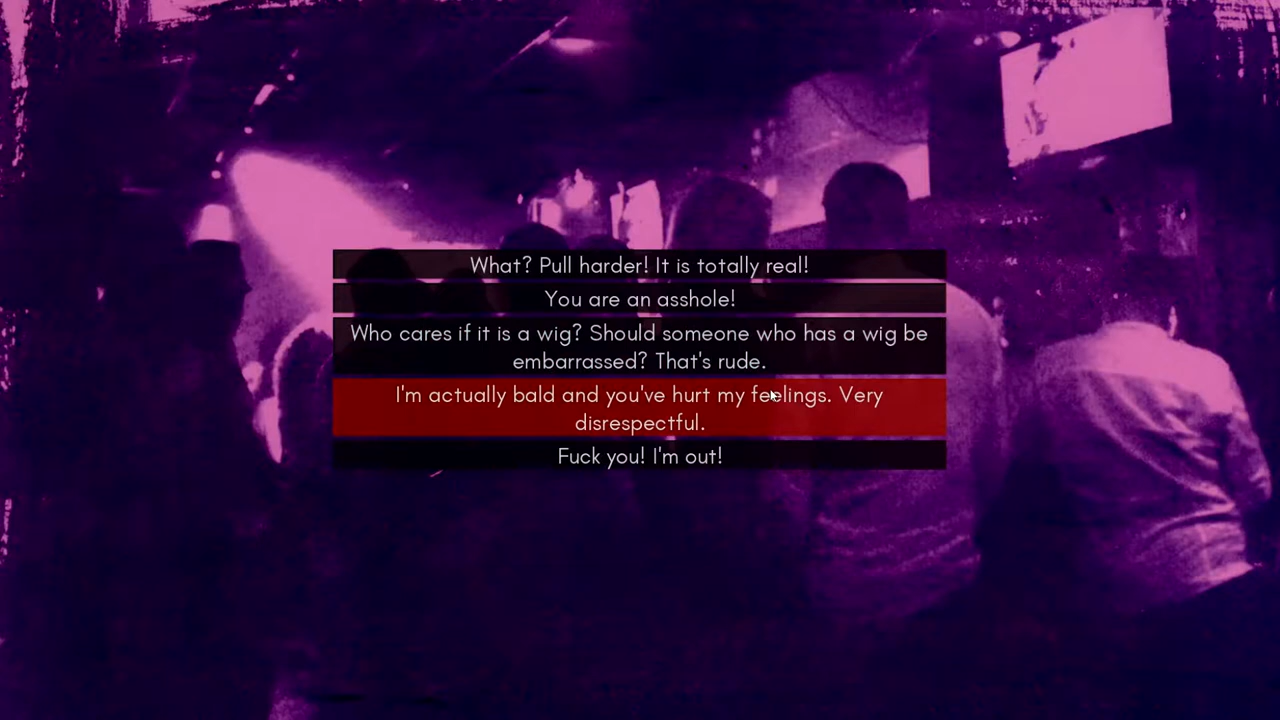 What? Pull harder! It is totally real!
You are an asshole!
Who cares if it is a wig? Should someone who has a wig be
embarrassed? That's rude.
I'm actually bald and you've hurt my feelings. Very
disrespectful.
Fuck you! I'm out!